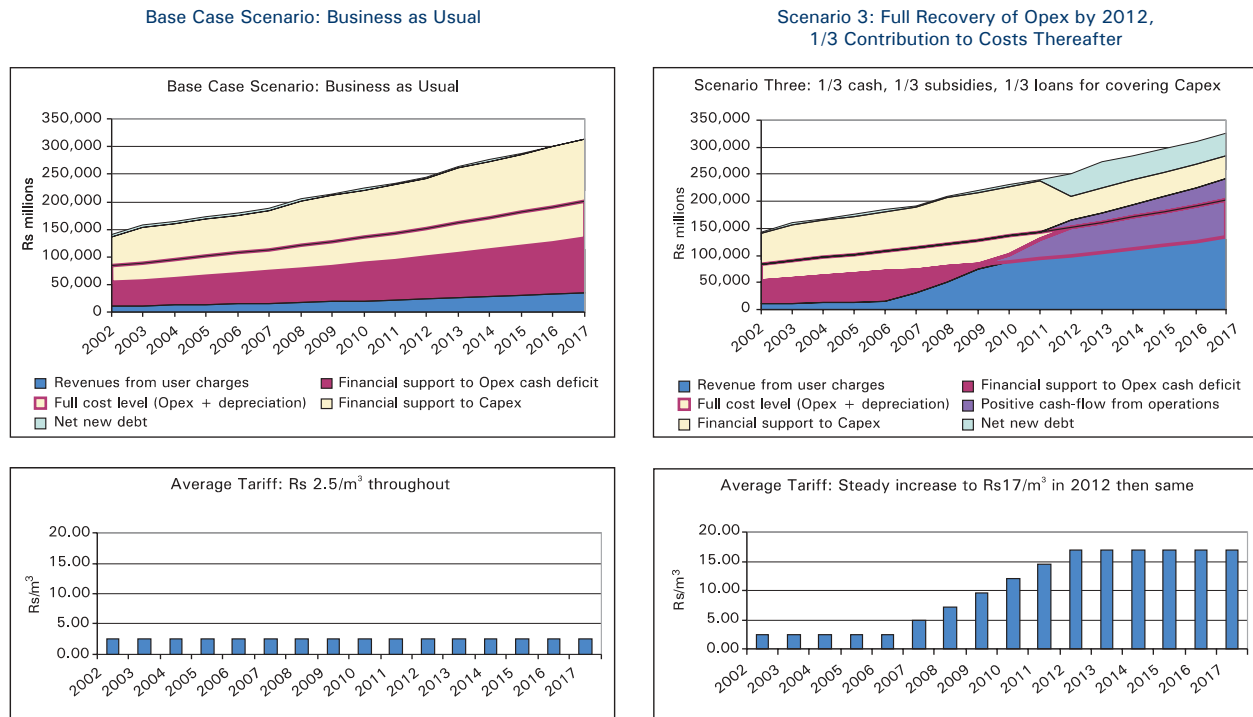 Base Case Scenario: Business as Usual
Base Case Scenario: Business as Usual
Rs millions
350,000
300,000
250,000
200,000
150,000
100,000
50,000
0
2002 2003 2004 2005 2006 2007 2008 2009 2010 2011 2012 2013 2014 2015 2016 2017
Revenues from user charges
Financial support to Opex cash deficit
Full cost level (Opex + depreciation)
Financial support to Capex
Net new debt
Average Tariff: Rs 2.5/m³ throughout
Rs/m³
20.00
15.00
10.00
5.00
0.00
2002 2003 2004 2005 2006 2007 2008 2009 2010 2011 2012 2013 2014 2015 2016 2017
Scenario 3: Full Recovery of Opex by 2012,
1/3 Contribution to Costs Thereafter
Scenario Three: 1/3 cash, 1/3 subsidies, 1/3 loans for covering Capex
Rs millions
350,000
300,000
250,000
200,000
150,000
100,000
50,000
0
2002 2003 2004 2005 2006 2007 2008 2009 2010 2011 2012 2013 2014 2015 2016 2017
Revenue from user charges
Financial support to Opex cash deficit
Full cost level (Opex + depreciation)
Positive cash-flow from operations
Financial support to Capex
Net new debt
Average Tariff: Steady increase to Rs17/m³ in 2012 then same
Rs/m³
20.00
15.00
10.00
5.00
0.00
2002 2003 2004 2005 2006 2007 2008 2009 2010 2011 2012 2013 2014 2015 2016 2017